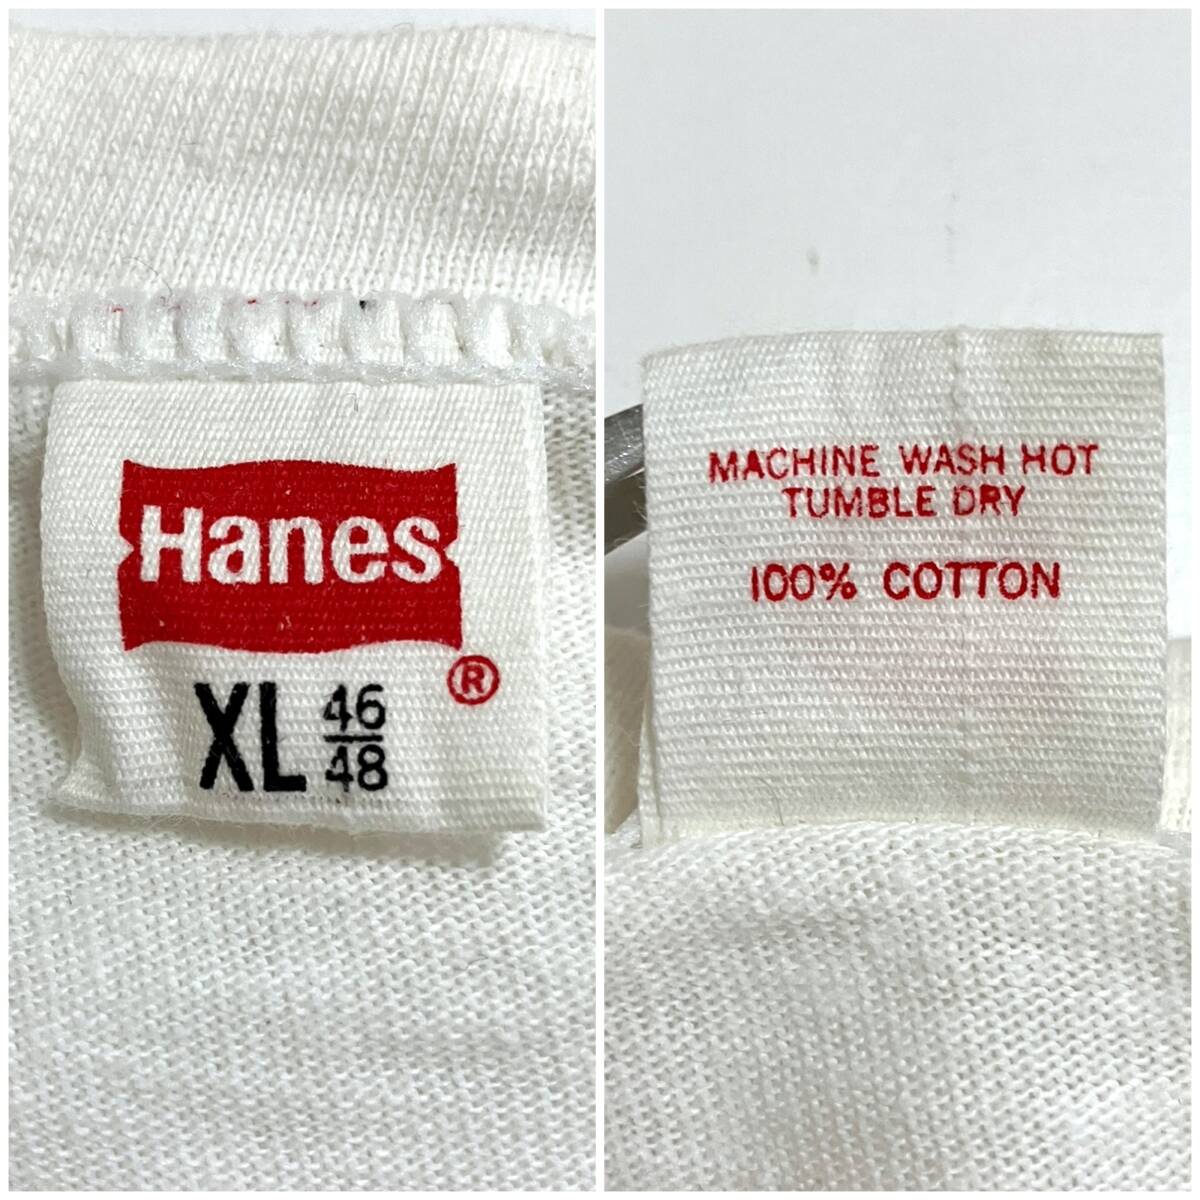 Hanes
®
XL 46/48
MACHINE WASH HOT
TUMBLE DRY
100% COTTON